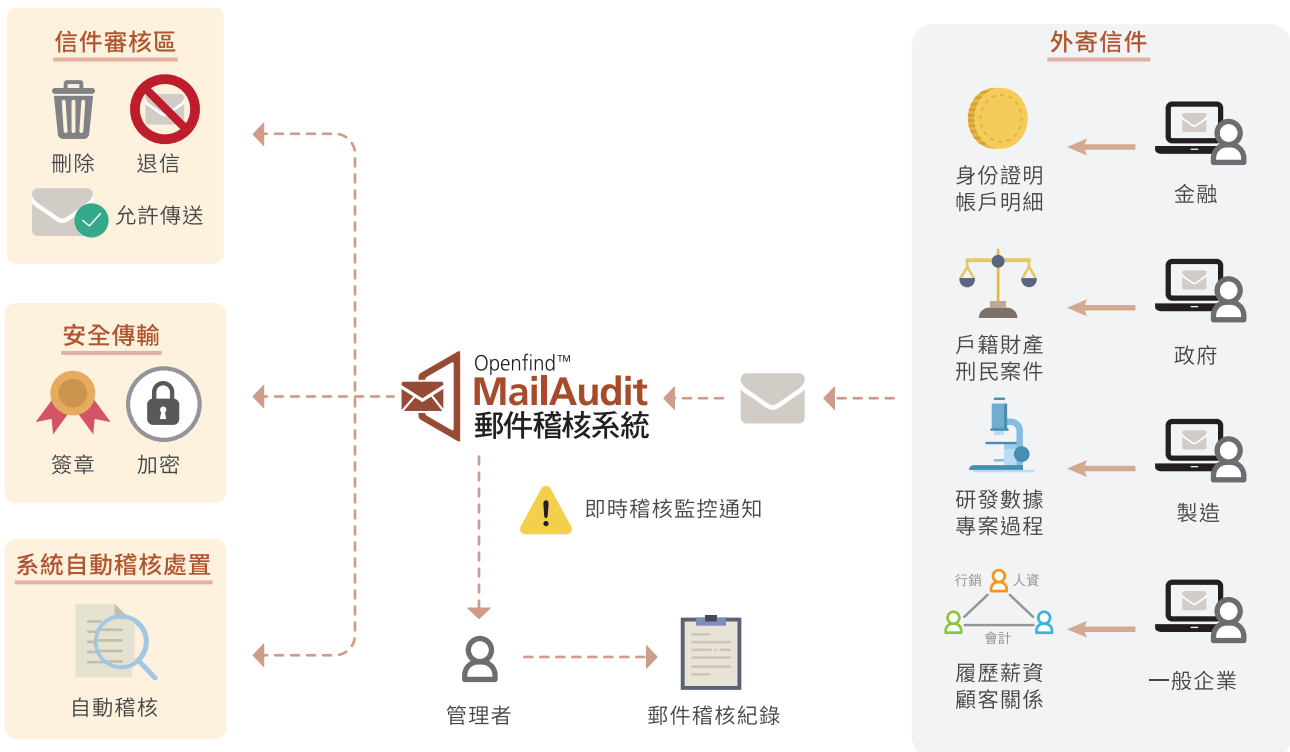 信件審核區
刪除
退信
允許傳送
安全傳輸
簽章
加密
系統自動稽核處置
自動稽核
Openfind™
MailAudit
郵件稽核系統
即時稽核監控通知
管理者
郵件稽核紀錄
外寄信件
身份證明
帳戶明細
金融
戶籍財產
刑民案件
政府
研發數據
專案過程
製造
行銷
人資
會計
履歷薪資
顧客關係
一般企業